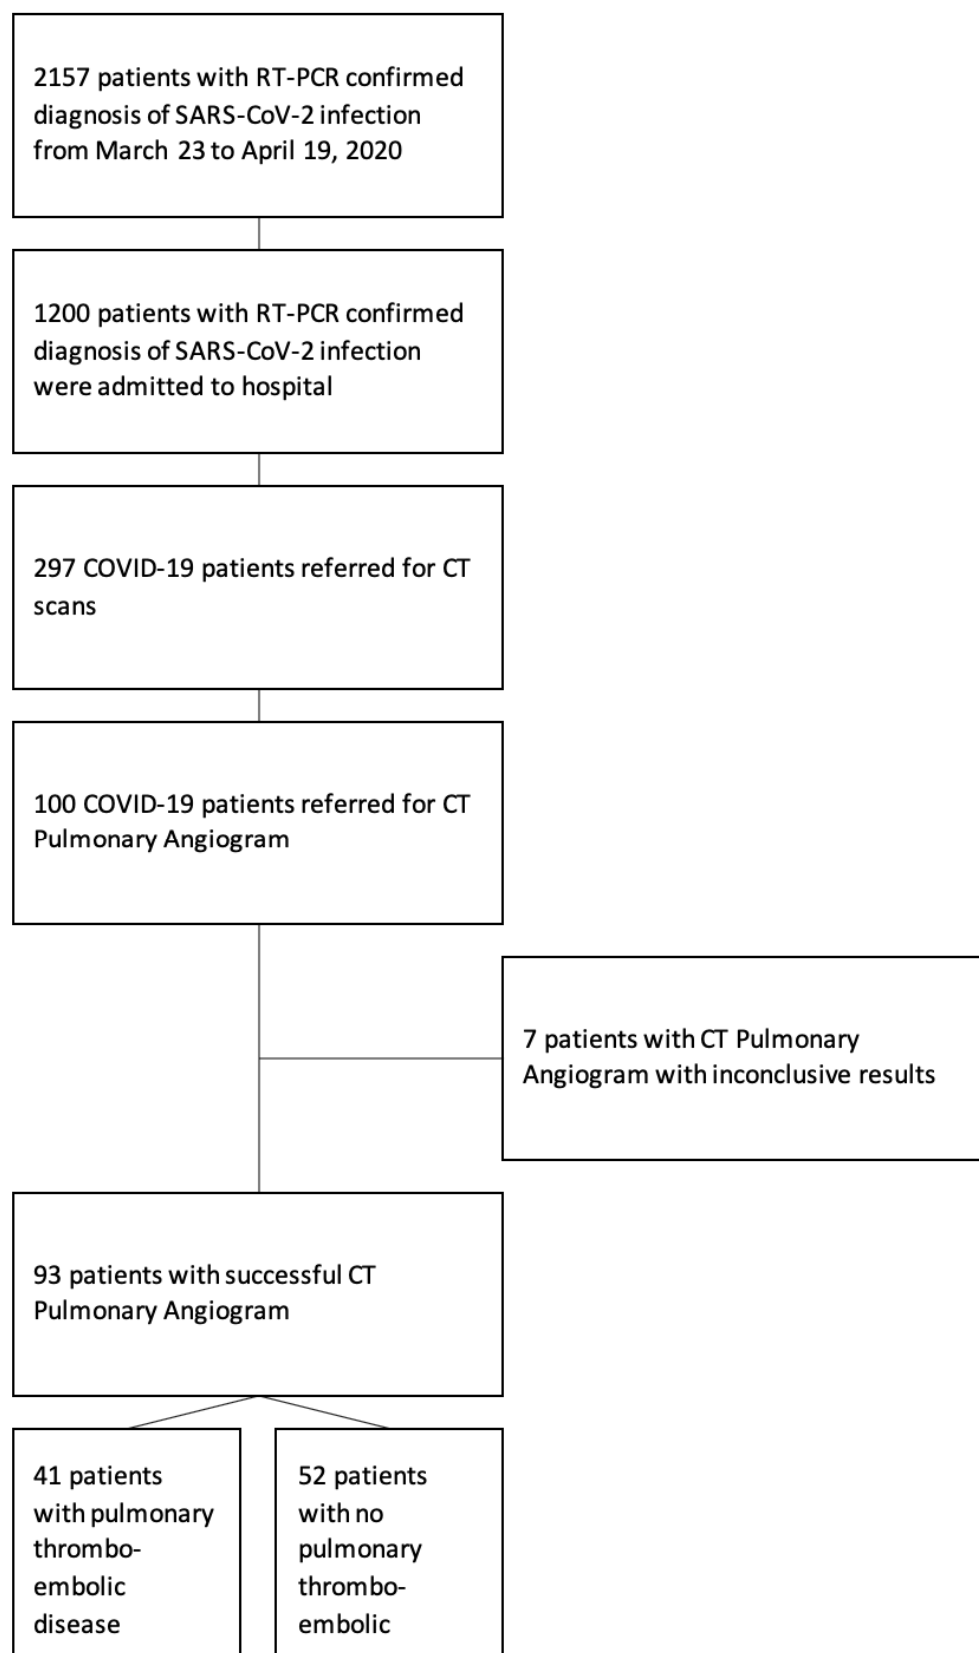 2157 patients with RT-PCR confirmed
diagnosis of SARS-CoV-2 infection
from March 23 to April 19, 2020
1200 patients with RT-PCR confirmed
diagnosis of SARS-CoV-2 infection
were admitted to hospital
297 COVID-19 patients referred for CT
scans
100 COVID-19 patients referred for CT
Pulmonary Angiogram
7 patients with CT Pulmonary
Angiogram with inconclusive results
93 patients with successful CT
Pulmonary Angiogram
41 patients
with pulmonary
thrombo-
embolic
disease
52 patients
with no
pulmonary
thrombo-
embolic